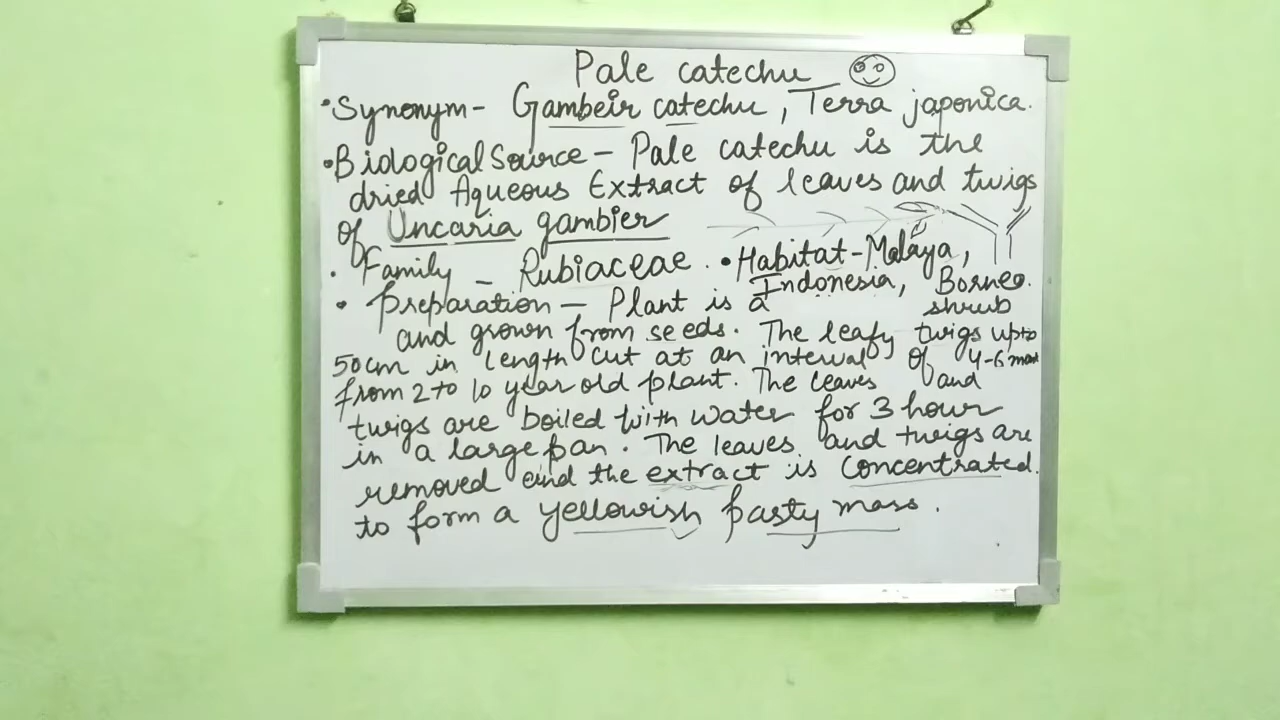 Pale catechu
• Synonym - Gambeir catechu, Terra japonica.
• Biological Source - Pale catechu is the
dried Aqueous Extract of leaves and twigs
of Uncaria gambier
• Family - Rubiaceae. • Habitat - Malaya,
Indonesia, Borneo.
• Preparation - Plant is a shrub
and grown from seeds. The leafy twigs upto
50cm in length cut at an interval of 4-6
from 2 to 10 year old plant. The leaves and
twigs are boiled with water for 3 hour
in a large pan. The leaves and twigs are
removed and the extract is concentrated.
to form a yellowish pasty mass.